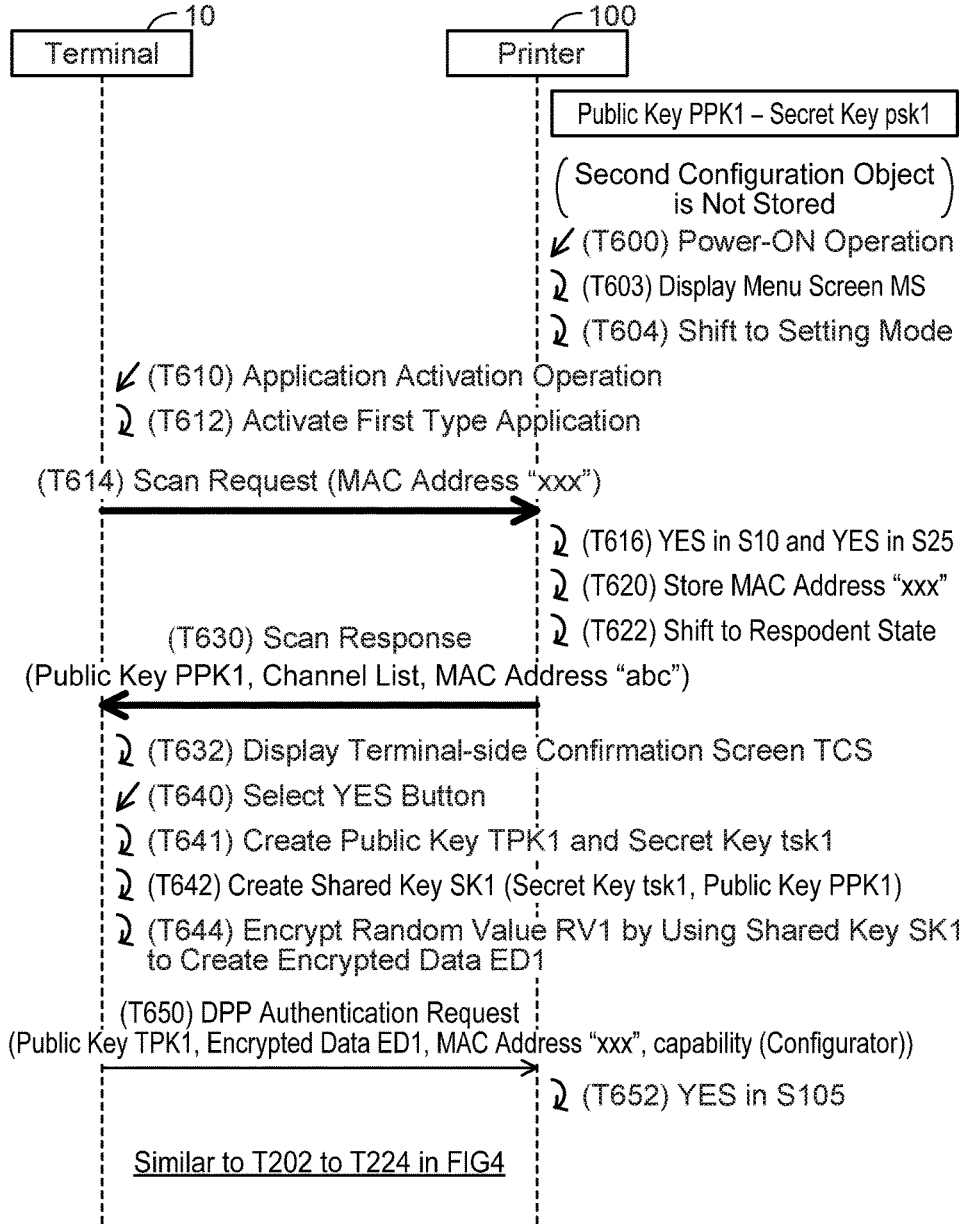 10
100
Terminal
Printer
Public Key PPK1 – Secret Key psk1
(Second Configuration Object
is Not Stored)
(T600) Power-ON Operation
(T603) Display Menu Screen MS
(T604) Shift to Setting Mode
(T610) Application Activation Operation
(T612) Activate First Type Application
(T614) Scan Request (MAC Address “xxx”)
(T616) YES in S10 and YES in S25
(T620) Store MAC Address “xxx”
(T622) Shift to Respodent State
(T630) Scan Response
(Public Key PPK1, Channel List, MAC Address “abc”)
(T632) Display Terminal-side Confirmation Screen TCS
(T640) Select YES Button
(T641) Create Public Key TPK1 and Secret Key tsk1
(T642) Create Shared Key SK1 (Secret Key tsk1, Public Key PPK1)
(T644) Encrypt Random Value RV1 by Using Shared Key SK1
to Create Encrypted Data ED1
(T650) DPP Authentication Request
(Public Key TPK1, Encrypted Data ED1, MAC Address “xxx”, capability (Configurator))
(T652) YES in S105
Similar to T202 to T224 in FIG4